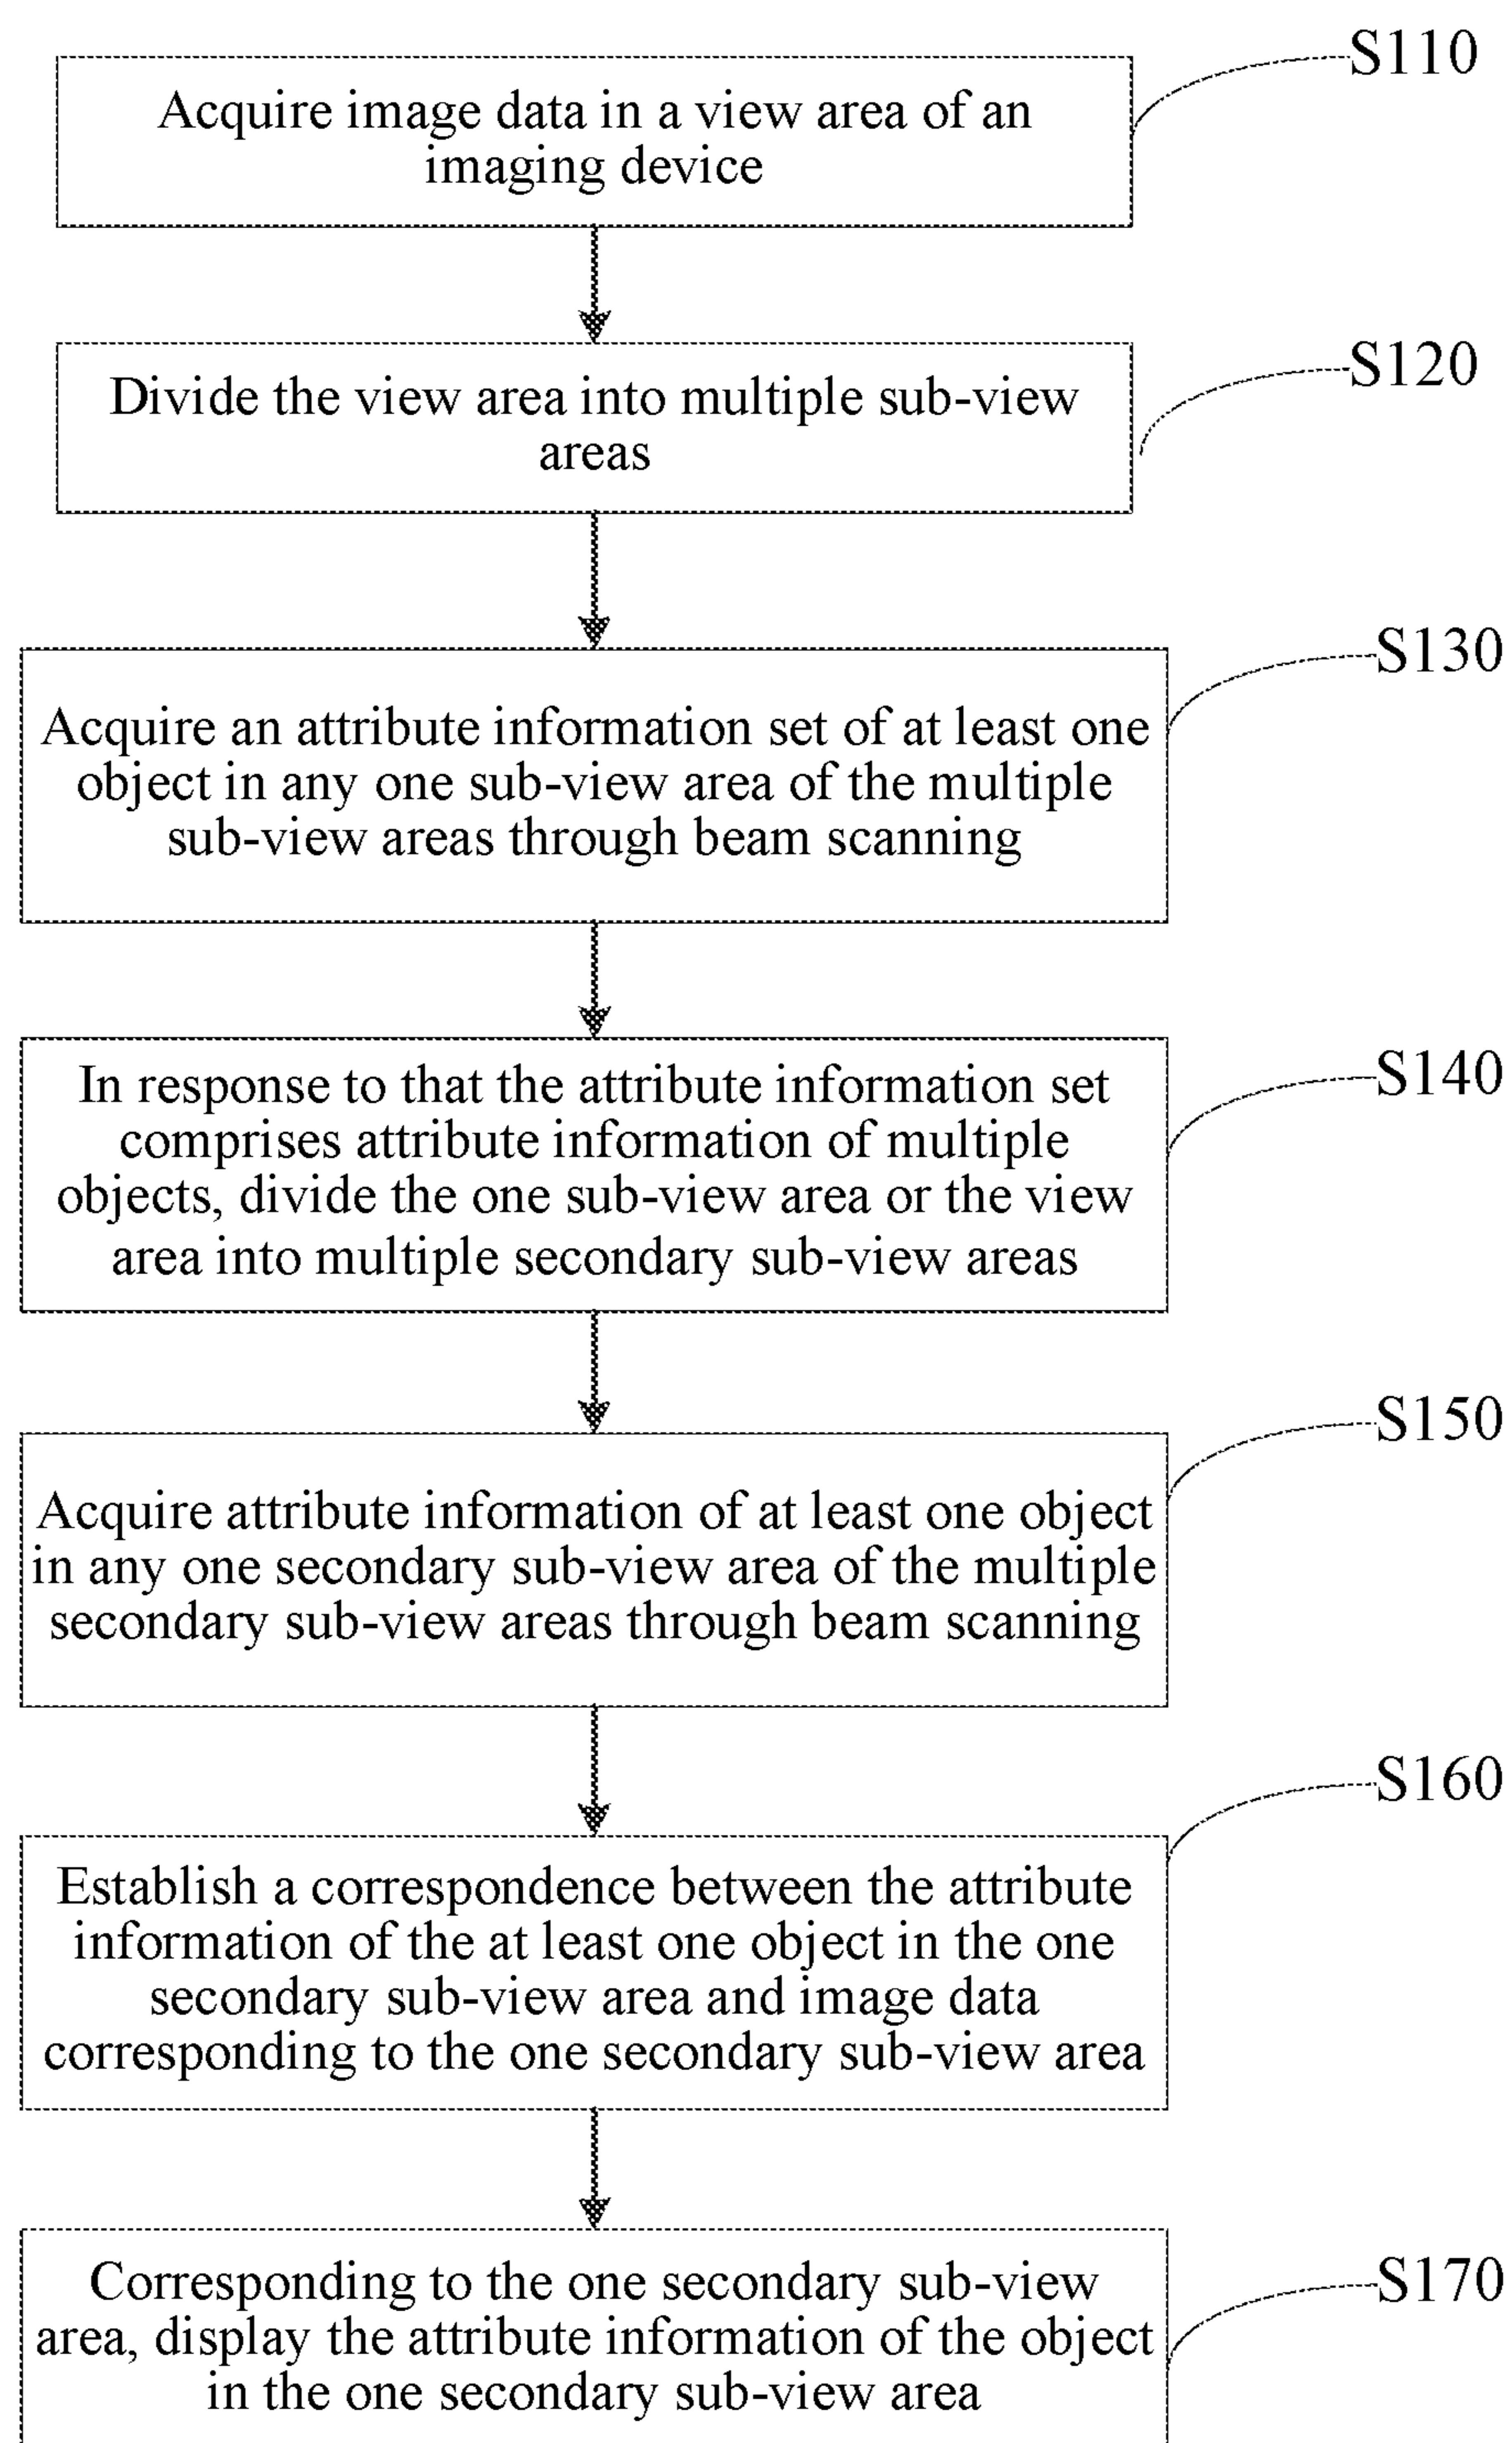 S110
Acquire image data in a view area of an
imaging device
S120
Divide the view area into multiple sub-view
areas
S130
Acquire an attribute information set of at least one
object in any one sub-view area of the multiple
sub-view areas through beam scanning
S140
In response to that the attribute information set
comprises attribute information of multiple
objects, divide the one sub-view area or the view
area into multiple secondary sub-view areas
S150
Acquire attribute information of at least one object
in any one secondary sub-view area of the multiple
secondary sub-view areas through beam scanning
S160
Establish a correspondence between the attribute
information of the at least one object in the one
secondary sub-view area and image data
corresponding to the one secondary sub-view area
S170
Corresponding to the one secondary sub-view
area, display the attribute information of the object
in the one secondary sub-view area